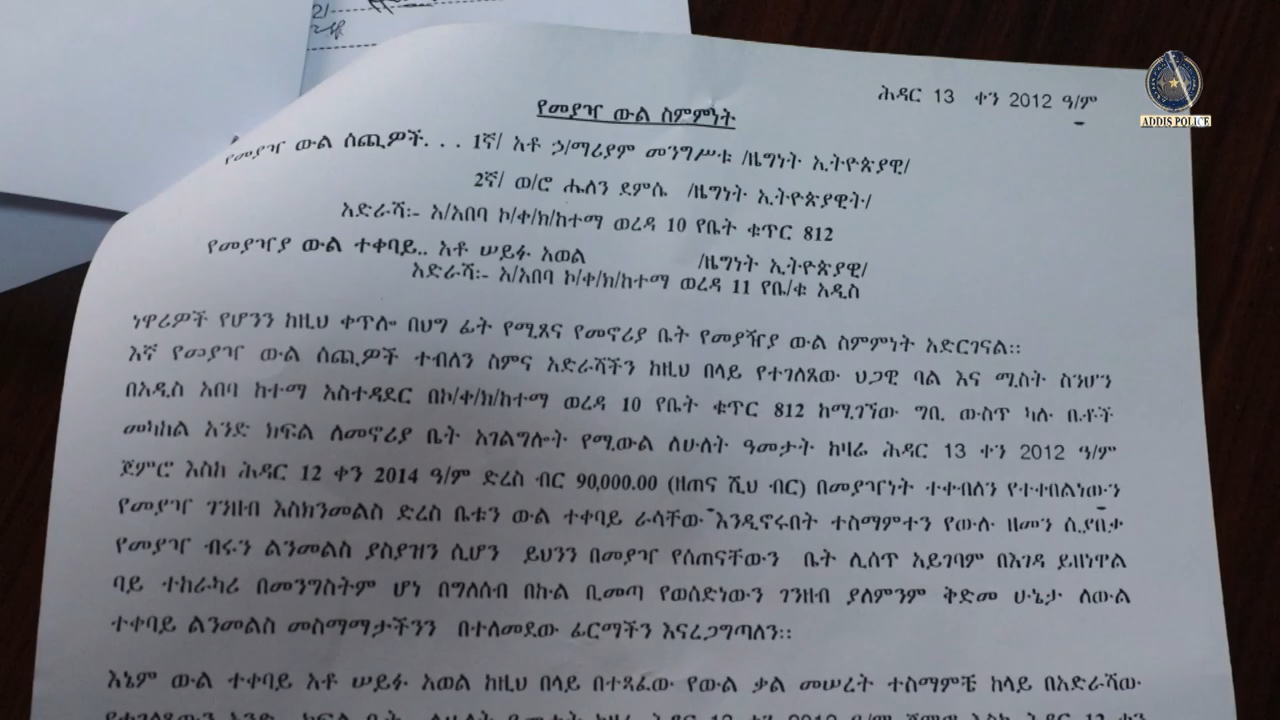 2/
ሕዳር 13 ቀን 2012 ዓ/ም
ADDIS POLICE
የመያዣ ውል ስምምነት
የመያዣ ውል ሰጪዎች. . . 1ኛ/ አቶ ኃ/ማሪያም መንግሥቱ /ዜግነት ኢትዮጵያዊ/
2ኛ/ ወ/ሮ ሔለን ደምሴ /ዜግነት ኢትዮጵያዊት/
አድራሻ፡- አ/አበባ ኮ/ቀ/ክ/ከተማ ወረዳ 10 የቤት ቁጥር 812
የመያዣያ ውል ተቀባይ.. አቶ ሠይፉ አወል /ዜግነት ኢትዮጵያዊ/
አድራሻ፡- አ/አበባ ኮ/ቀ/ክ/ከተማ ወረዳ 11 የቤ/ቁ አዲስ
ነዋሪዎች የሆንን ከዚህ ቀጥሎ በህግ ፊት የሚጸና የመኖሪያ ቤት የመያዥያ ውል ስምምነት አድርገናል።
እኛ የመያዣ ውል ሰጪዎች ተብለን ስምና አድራሻችን ከዚህ በላይ የተገለጸው ህጋዊ ባል እና ሚስት ስንሆን
በአዲስ አበባ ከተማ አስተዳደር በኮ/ቀ/ክ/ከተማ ወረዳ 10 የቤት ቁጥር 812 ከሚገኘው ግቢ ውስጥ ካሉ ቤቶች
መካከል አንድ ክፍል ለመኖሪያ ቤት አገልግሎት የሚውል ለሁለት ዓመታት ከዛሬ ሕዳር 13 ቀን 2012 ዓ/ም
ጀምሮ እስከ ሕዳር 12 ቀን 2014 ዓ/ም ድረስ ብር 90,000.00 (ዘጠና ሺህ ብር) በመያዣነት ተቀብለን የተቀበልነውን
የመያዣ ገንዘብ እስክንመልስ ድረስ ቤቱን ውል ተቀባይ ራሳቸው እንዲኖሩበት ተስማምተን የውሉ ዘመን ሲያበታ
የመያዣ ብሩን ልንመልስ ያስያዝን ሲሆን ይህንን በመያዣ የሰጠናቸውን ቤት ሊሰጥ አይገባም በእገዳ ይዘነዋል
ባይ ተከራካሪ በመንግስትም ሆነ በግለሰብ በኩል ቢመጣ የወሰድነውን ገንዘብ ያለምንም ቅድመ ሁኔታ ለውል
ተቀባይ ልንመልስ መስማማታችንን በተለመደው ፊርማችን እናረጋግጣለን።
እኔም ውል ተቀባይ አቶ ሠይፉ አወል ከዚህ በላይ በተጻፈው የውል ቃል መሠረት ተስማምቼ ከላይ በአድራሻው